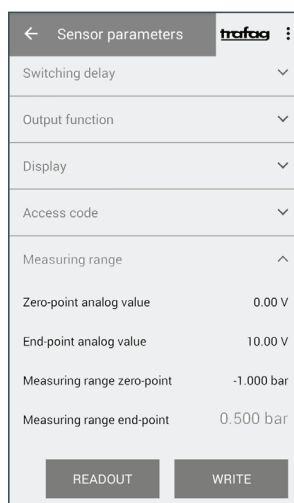 Sensor parameters trafag
Switching delay
Output function
Display
Access code
Measuring range
Zero-point analog value 0.00 V
End-point analog value 10.00 V
Measuring range zero-point -1.000 bar
Measuring range end-point 0.500 bar
READOUT WRITE